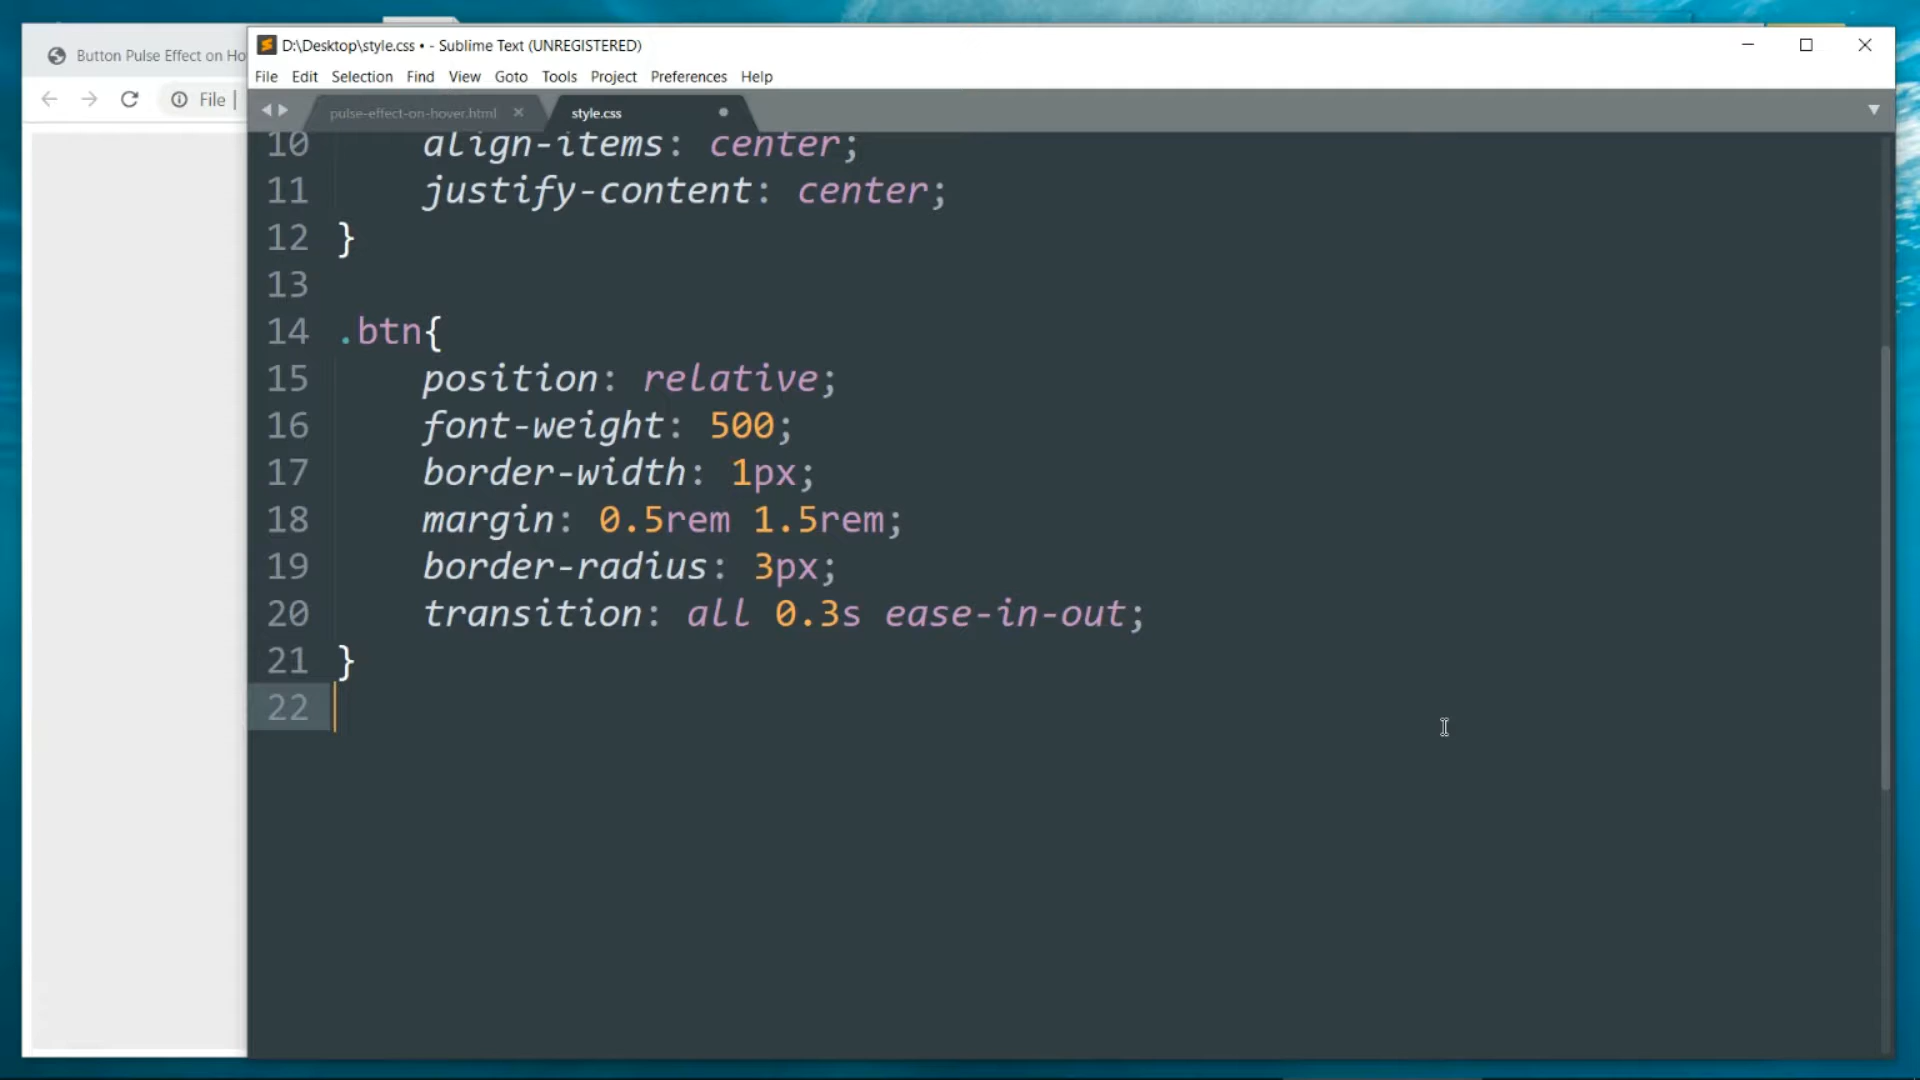 Button Pulse Effect on Ho
File
D:\Desktop\style.css • - Sublime Text (UNREGISTERED)
File Edit Selection Find View Goto Tools Project Preferences Help
pulse-effect-on-hover.html
style.css
10 align-items: center;
11 justify-content: center;
12 }
13
14 .btn{
15 position: relative;
16 font-weight: 500;
17 border-width: 1px;
18 margin: 0.5rem 1.5rem;
19 border-radius: 3px;
20 transition: all 0.3s ease-in-out;
21 }
22